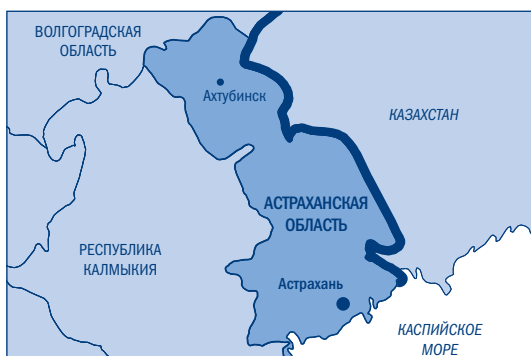 ВОЛГОГРАДСКАЯ
ОБЛАСТЬ
Ахтубинск
КАЗАХСТАН
АСТРАХАНСКАЯ
ОБЛАСТЬ
РЕСПУБЛИКА
КАЛМЫКИЯ
Астрахань
КАСПИЙСКОЕ
МОРЕ